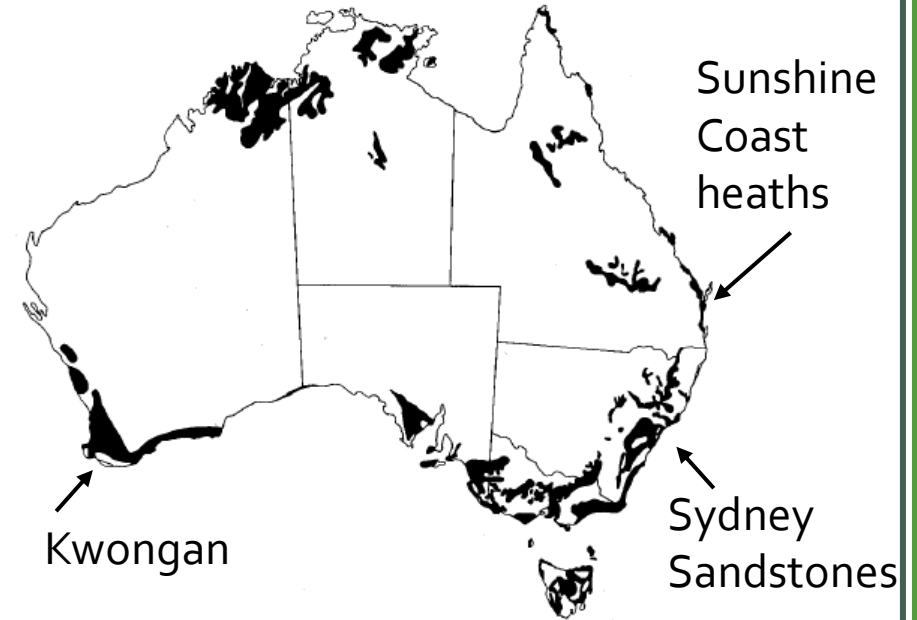 Sunshine
Coast
heaths
Kwongan
Sydney
Sandstones